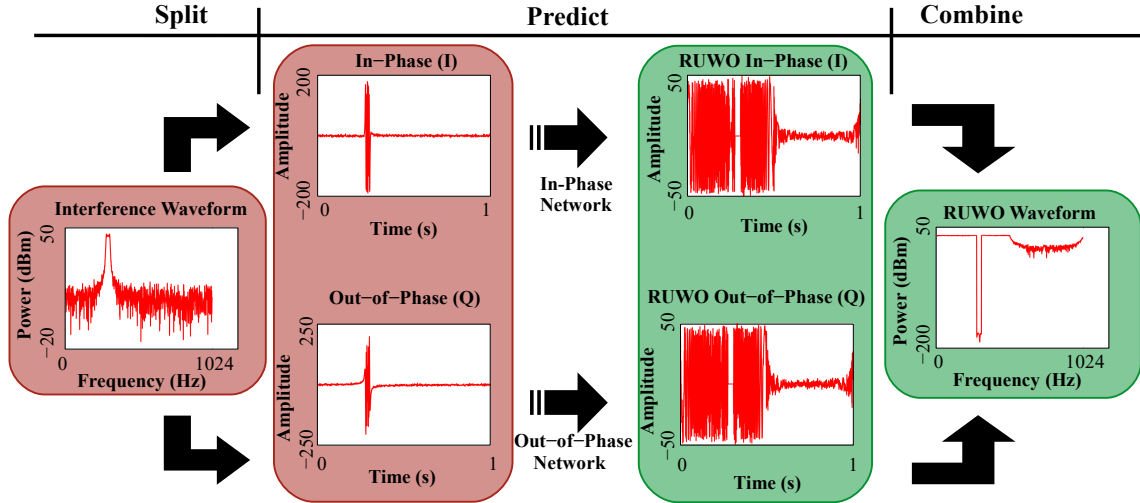 Split
Predict
Combine
Interference Waveform
Power (dBm)
50
−20
0
1024
Frequency (Hz)
In−Phase (I)
Amplitude
200
−200
0
1
Time (s)
Out−of−Phase (Q)
Amplitude
250
−250
0
1
Time (s)
In-Phase
Network
Out−of−Phase
Network
RUWO In−Phase (I)
Amplitude
50
−50
0
1
Time (s)
RUWO Out−of−Phase (Q)
Amplitude
50
−50
0
1
Time (s)
RUWO Waveform
Power (dBm)
50
−200
0
1024
Frequency (Hz)